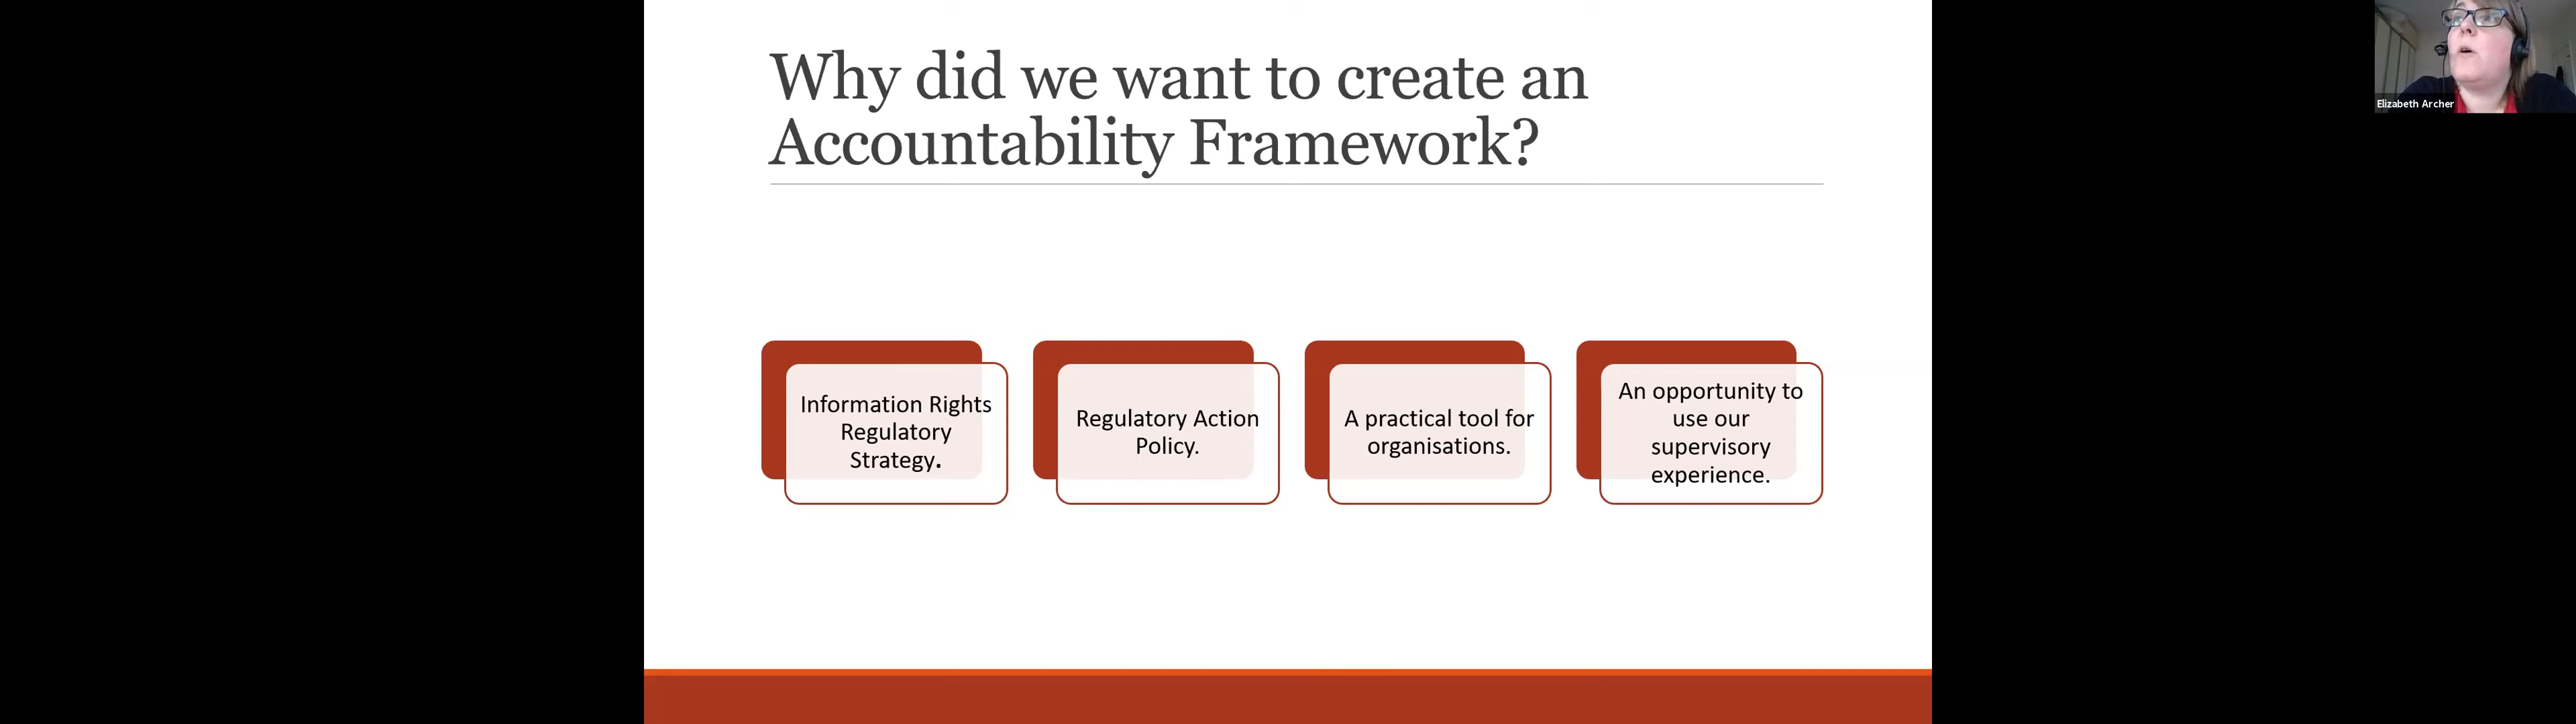 Why did we want to create an
Accountability Framework?
Information Rights
Regulatory
Strategy.
Regulatory Action
Policy.
A practical tool for
organisations.
An opportunity to
use our
supervisory
experience.
Elizabeth Archer